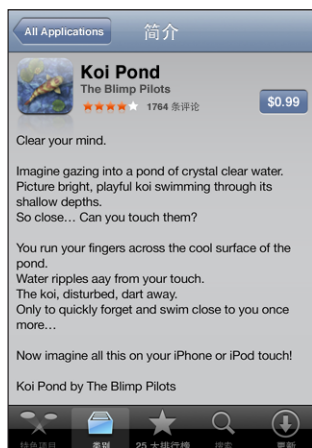 All Applications
简介
Koi Pond
The Blimp Pilots
1764 条评论
$0.99
Clear your mind.
Imagine gazing into a pond of crystal clear water.
Picture bright, playful koi swimming through its
shallow depths.
So close… Can you touch them?
You run your fingers across the cool surface of the
pond.
Water ripples aay from your touch.
The koi, disturbed, dart away.
Only to quickly forget and swim close to you once
more…
Now imagine all this on your iPhone or iPod touch!
Koi Pond by The Blimp Pilots
特色项目 类别 25 大排行榜 搜索 更新